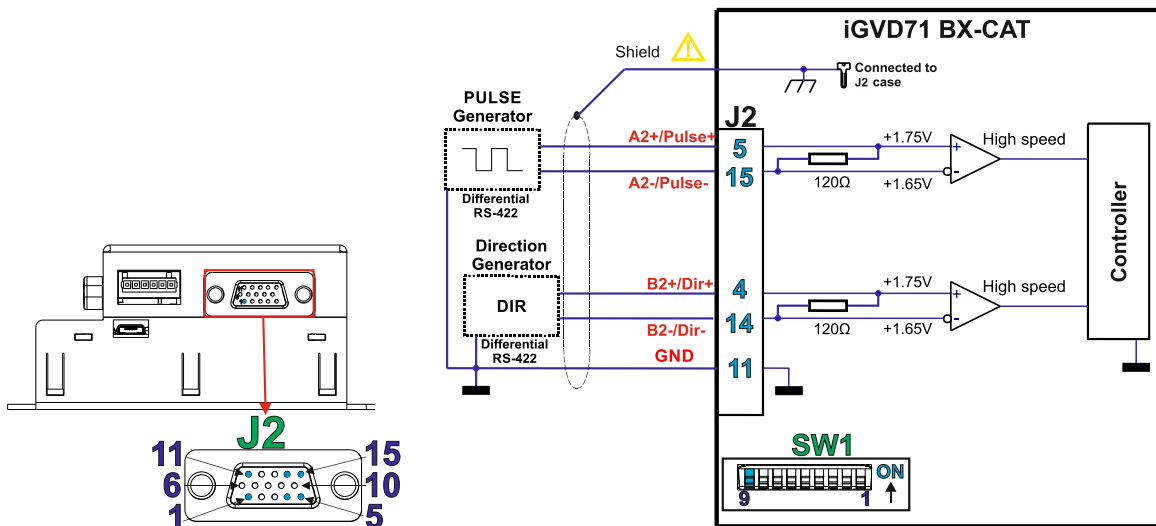 iGVD71 BX-CAT
Shield
Connected to
J2 case
PULSE
Generator
J2
A2+/Pulse+
5
+1.75V
High speed
120Ω
A2-/Pulse-
15
+1.65V
Differential
RS-422
Controller
Direction
Generator
DIR
B2+/Dir+
4
+1.75V
High speed
120Ω
B2-/Dir-
14
+1.65V
Differential
RS-422
GND
11
J2
11
15
6
10
1
5
SW1
ON
9
1